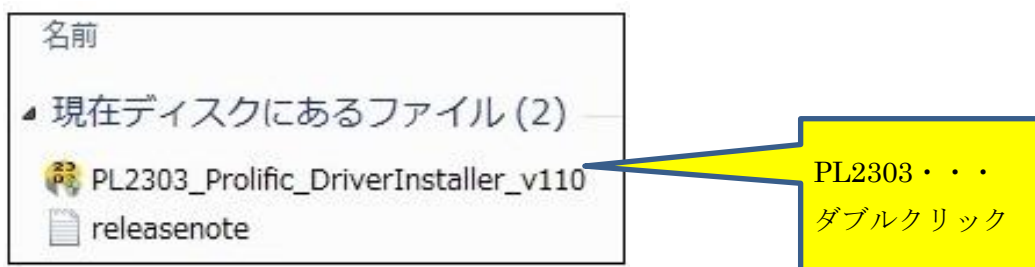 名前
現在ディスクにあるファイル (2)
PL2303_Prolific_DriverInstaller_v110
releasenote
PL2303・・・
ダブルクリック